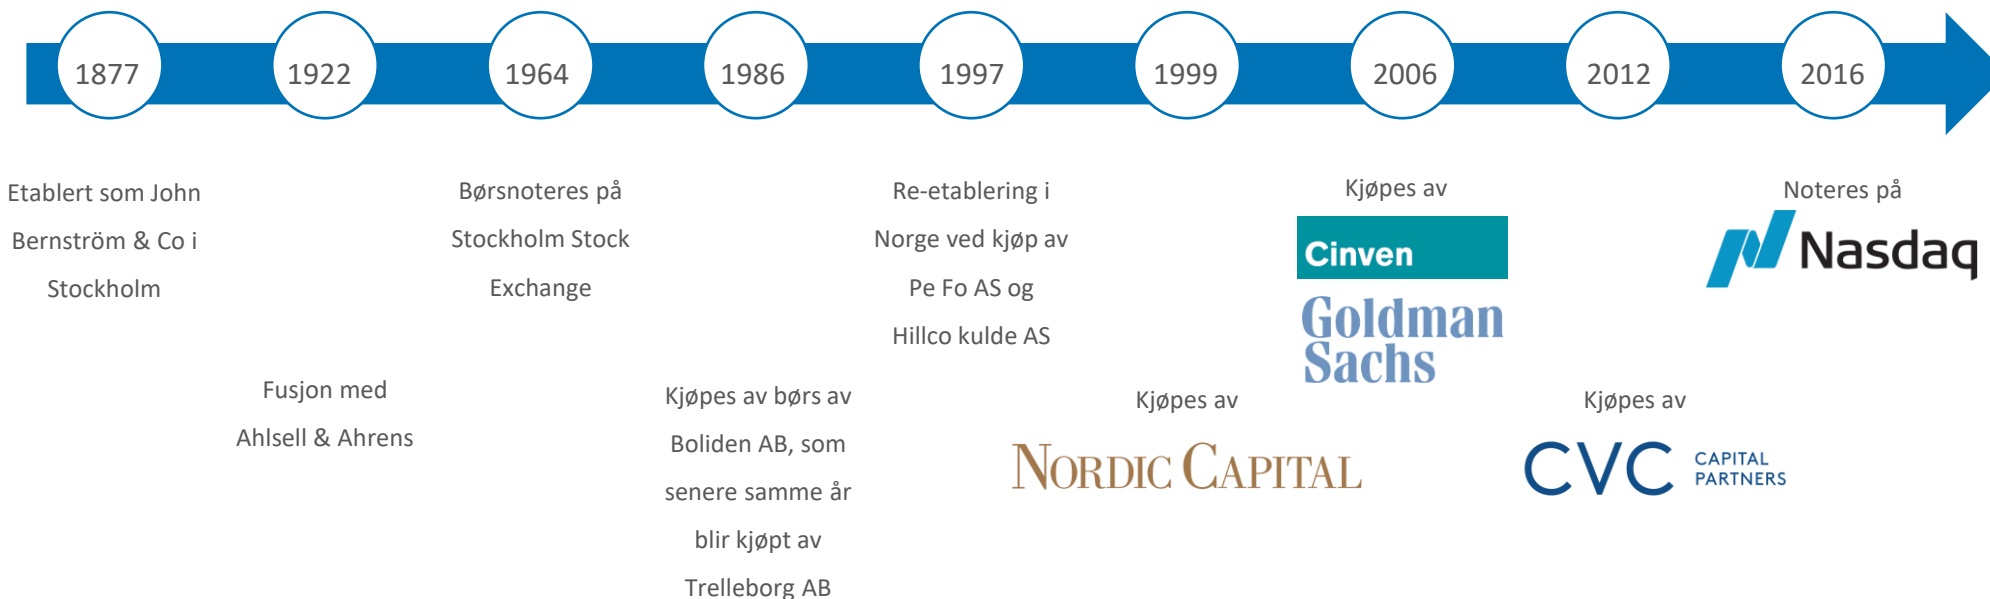 1877
1922
1964
1986
1997
1999
2006
2012
2016
Etablert som John
Bernström & Co i
Stockholm
Fusjon med
Ahlsell & Ahrens
Børsnoteres på
Stockholm Stock
Exchange
Kjøpes av børs av
Boliden AB, som
senere samme år
blir kjøpt av
Trelleborg AB
Re-etablering i
Norge ved kjøp av
Pe Fo AS og
Hillco kulde AS
Kjøpes av
NORDIC CAPITAL
Kjøpes av
Cinven
Goldman
Sachs
Kjøpes av
CVC CAPITAL
PARTNERS
Noteres på
Nasdaq